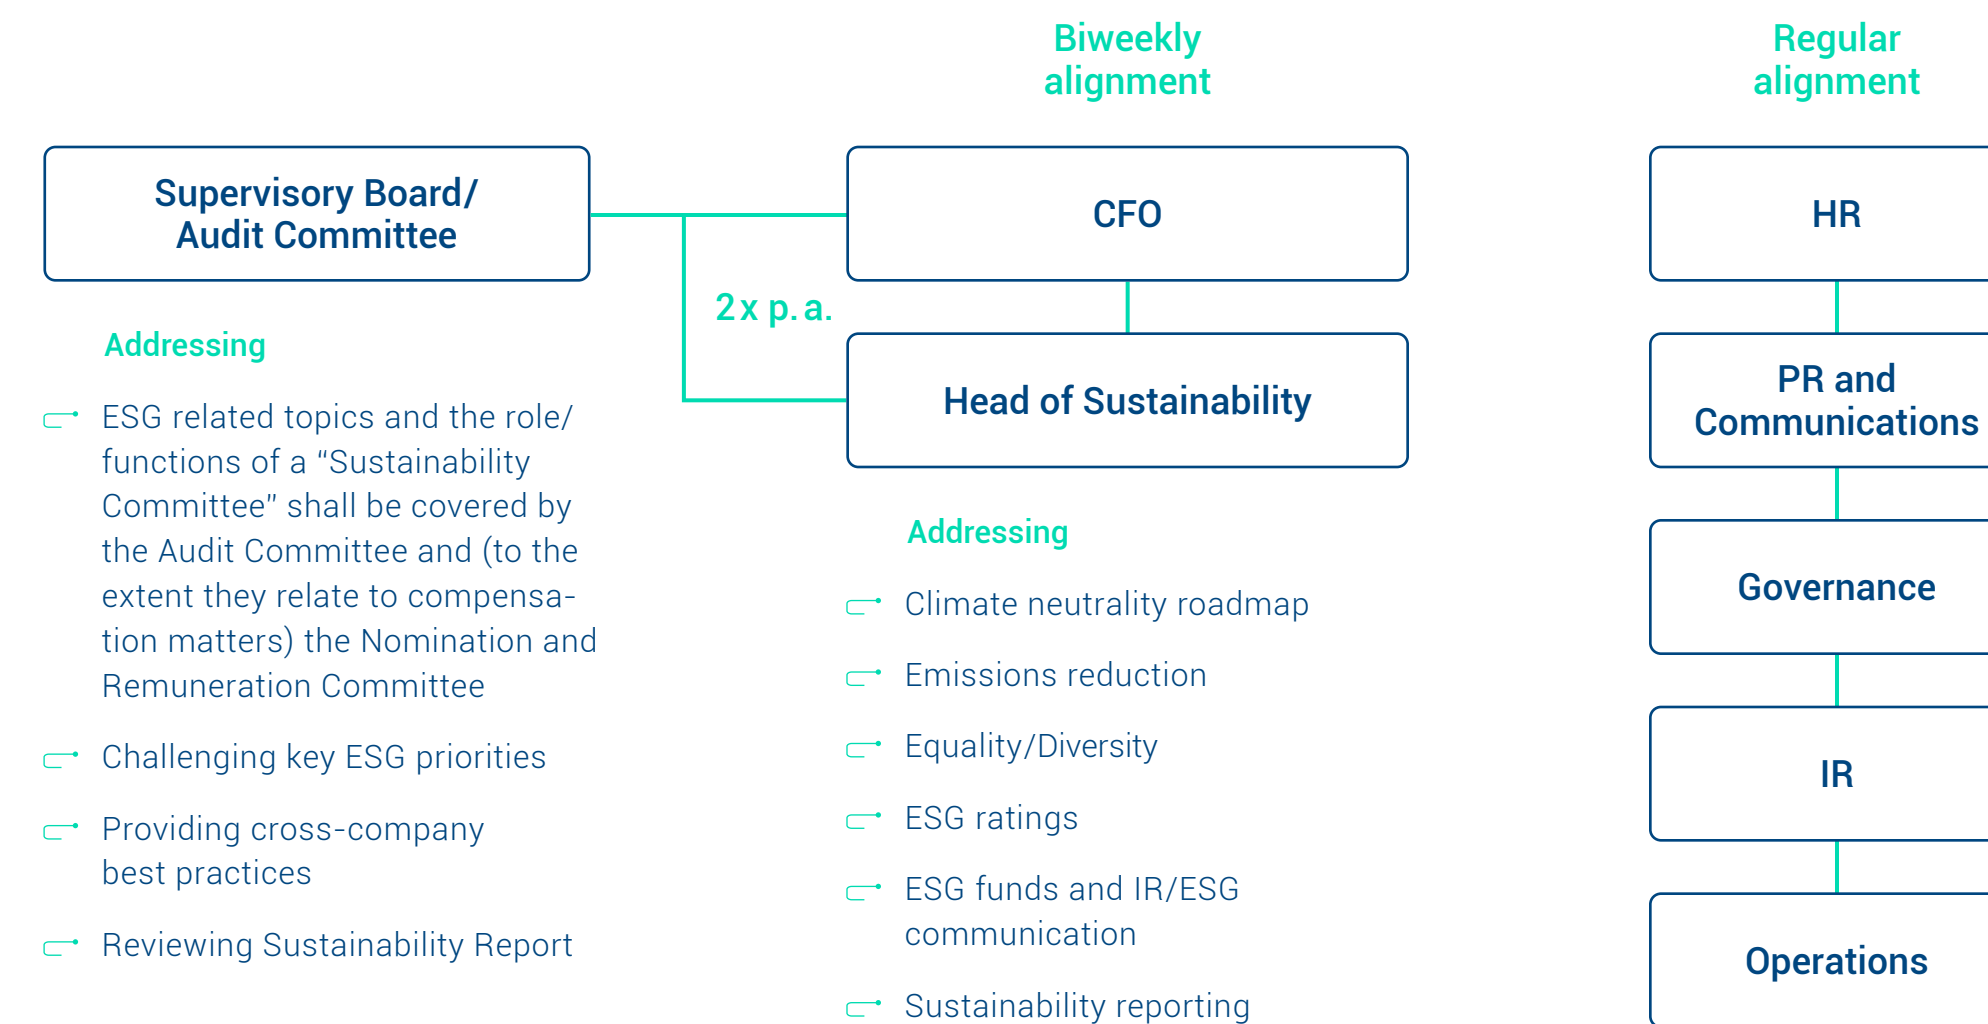 Biweekly
alignment
Regular
alignment
Supervisory Board/
Audit Committee
CFO
HR
2x p.a.
Addressing
Head of Sustainability
PR and
Communications
ESG related topics and the role/
functions of a “Sustainability
Committee” shall be covered by
the Audit Committee and (to the
extent they relate to compensa-
tion matters) the Nomination and
Remuneration Committee
Challenging key ESG priorities
Providing cross-company
best practices
Reviewing Sustainability Report
Addressing
Climate neutrality roadmap
Emissions reduction
Equality/Diversity
ESG ratings
ESG funds and IR/ESG
communication
Sustainability reporting
Governance
IR
Operations